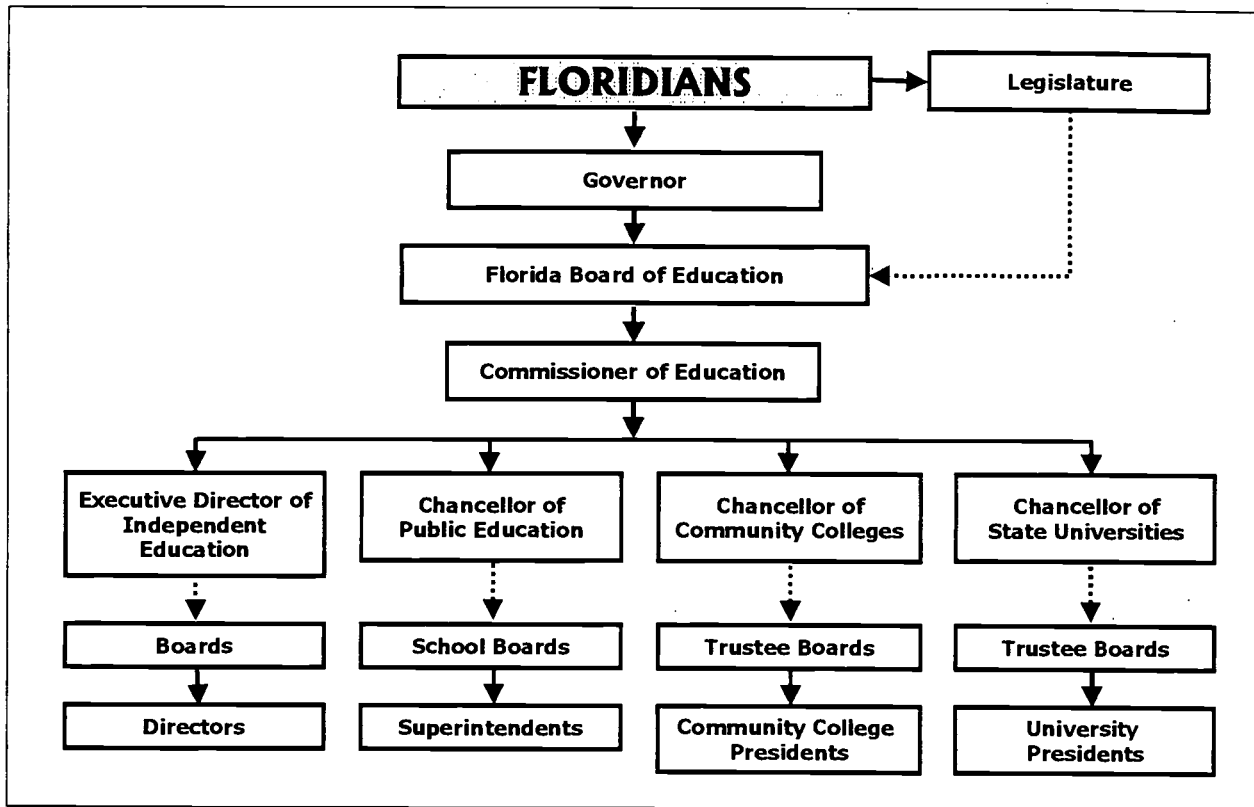 FLORIDIANS
Legislature
Governor
Florida Board of Education
Commissioner of Education
Executive Director of
Independent
Education
Chancellor of
Public Education
Chancellor of
Community Colleges
Chancellor of
State Universities
Boards
School Boards
Trustee Boards
Trustee Boards
Directors
Superintendents
Community College
Presidents
University
Presidents